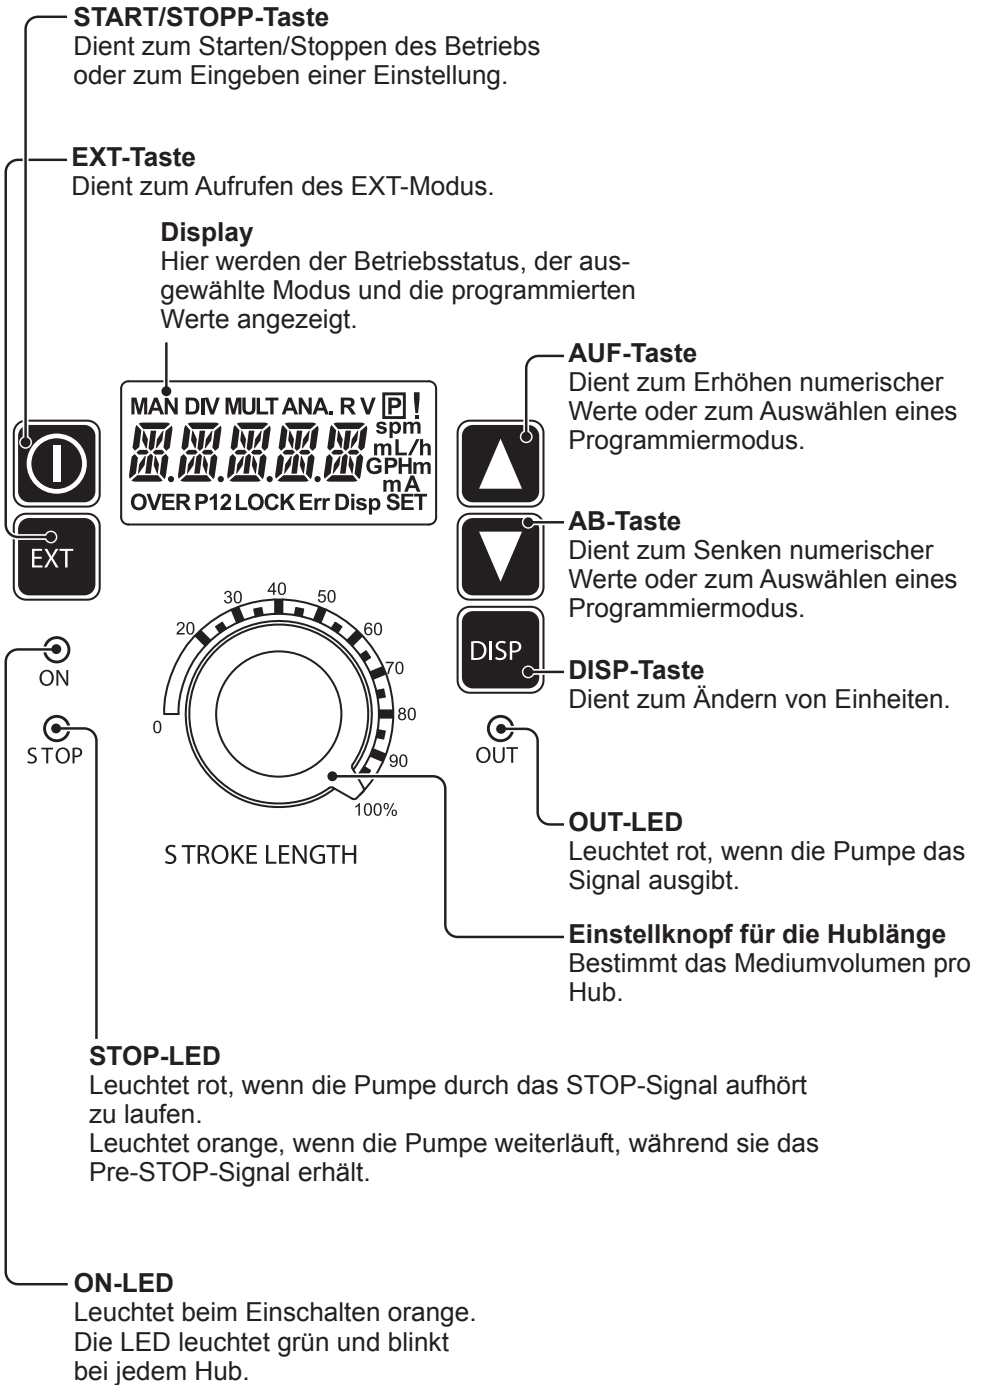 START/STOPP-Taste
Dient zum Starten/Stoppen des Betriebs
oder zum Eingeben einer Einstellung.
EXT-Taste
Dient zum Aufrufen des EXT-Modus.
Display
Hier werden der Betriebsstatus, der aus-
gewählte Modus und die programmierten
Werte angezeigt.
AUF-Taste
Dient zum Erhöhen numerischer
Werte oder zum Auswählen eines
Programmiermodus.
MAN DIV MULT ANA. R V P !
spm
mL/h
GPHm
mA
OVER P12 LOCK Err Disp SET
EXT
AB-Taste
Dient zum Senken numerischer
Werte oder zum Auswählen eines
Programmiermodus.
DISP
DISP-Taste
Dient zum Ändern von Einheiten.
ON
STOP
0
20
30
40
50
60
70
80
90
100%
STROKE LENGTH
OUT
OUT-LED
Leuchtet rot, wenn die Pumpe das
Signal ausgibt.
Einstellknopf für die Hublänge
Bestimmt das Mediumvolumen pro
Hub.
STOP-LED
Leuchtet rot, wenn die Pumpe durch das STOP-Signal aufhört
zu laufen.
Leuchtet orange, wenn die Pumpe weiterläuft, während sie das
Pre-STOP-Signal erhält.
ON-LED
Leuchtet beim Einschalten orange.
Die LED leuchtet grün und blinkt
bei jedem Hub.